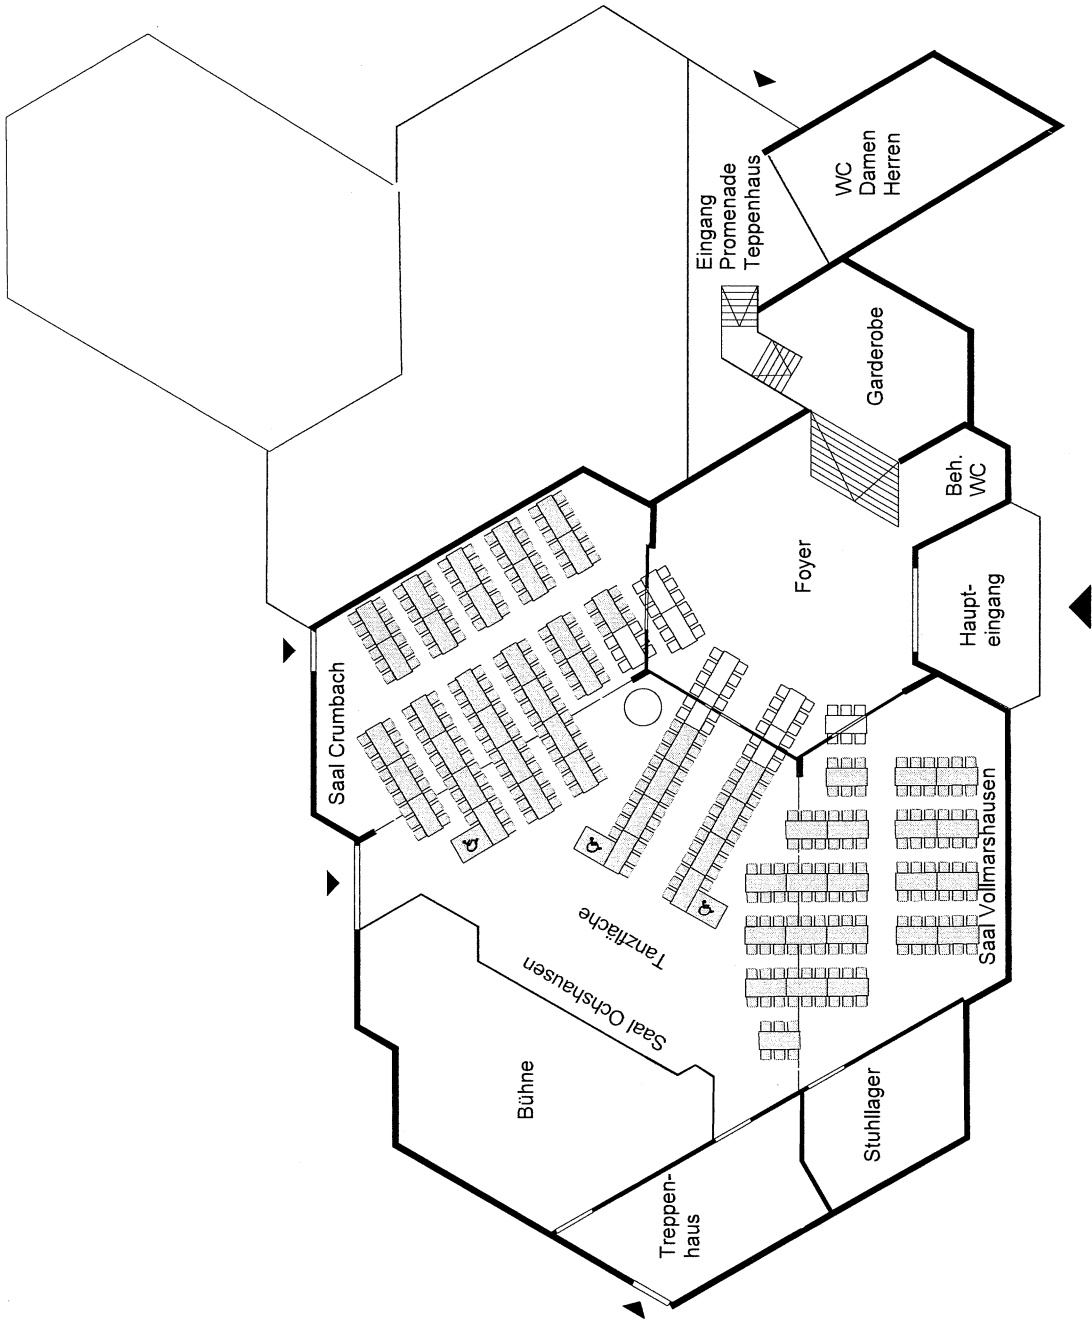 WC
Damen
Herren
Eingang
Promenade
Teppenhaus
Garderobe
Beh.
WC
Foyer
Haupt-
eingang
Saal Crumbach
Saal Vollmarshausen
Tanzfläche
Saal Ochshausen
Bühne
Stuhllager
Treppen-
haus